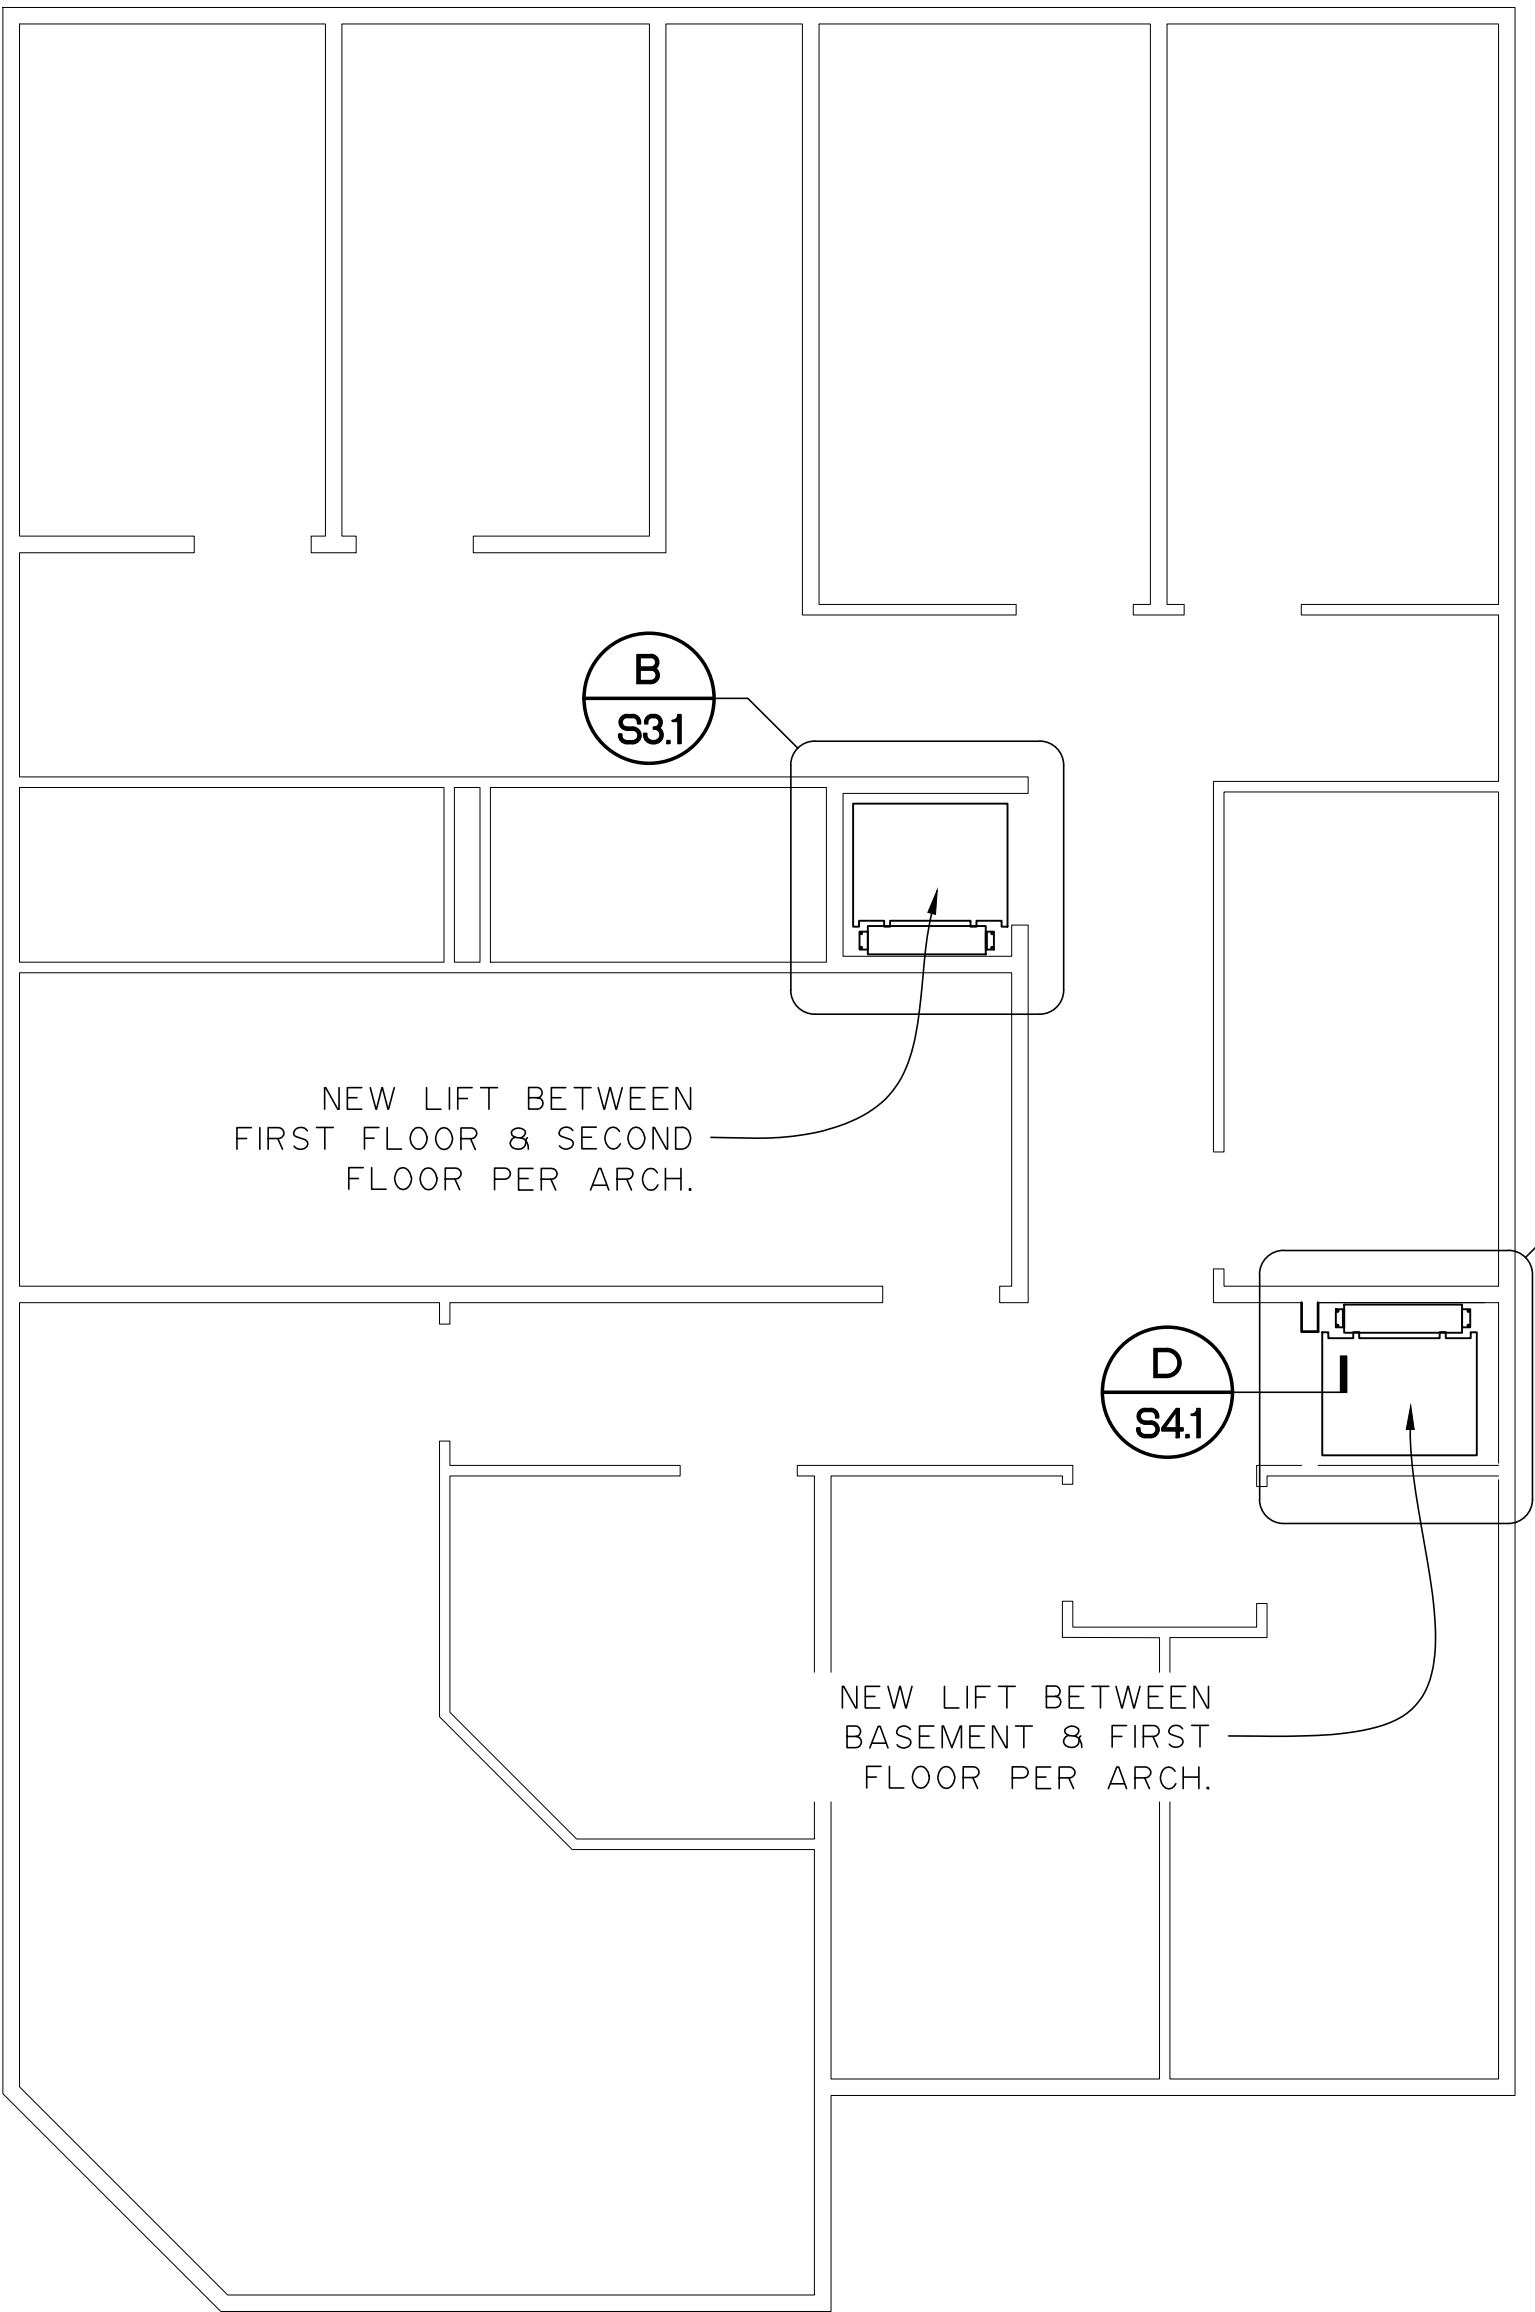 B
S3.1
NEW LIFT BETWEEN
FIRST FLOOR & SECOND
FLOOR PER ARCH.
D
S4.1
NEW LIFT BETWEEN
BASEMENT & FIRST
FLOOR PER ARCH.